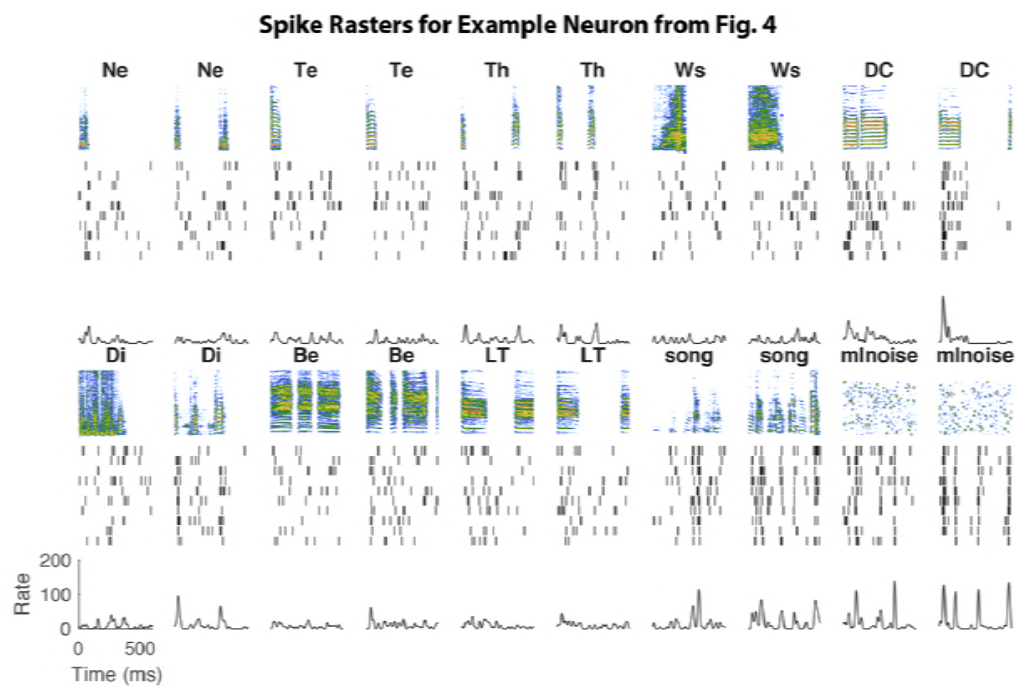 Spike Rasters for Example Neuron from Fig. 4
Ne Ne Te Te Th Th Ws Ws DC DC
Di Di Be Be LT LT song song mlnoise mlnoise
200
100
0
Rate
0 500
Time (ms)